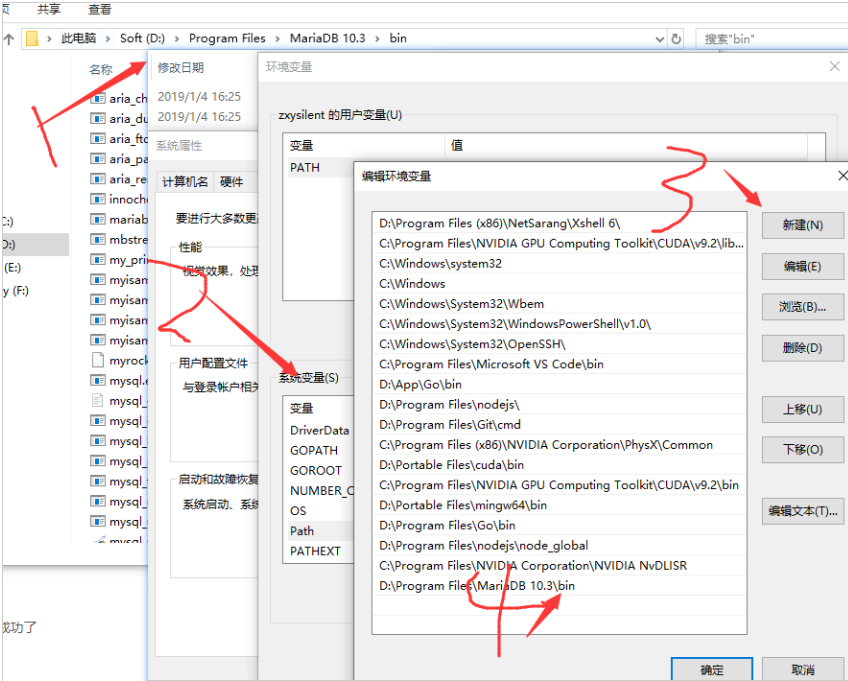 共享 查看
此电脑 > Soft (D:) > Program Files > MariaDB 10.3 > bin
搜索"bin"
名称
修改日期
aria_ch
2019/1/4 16:25
aria_du
2019/1/4 16:25
aria_ftd
aria_pa
aria_re
innoche
mariab
mbstre
my_prin
myisam
myisam
myisam
myisam
myrock
mysql.e
mysql_
mysql_
mysql_
mysql_
mysql_
mysql_
mysql_
C:)
D:)
(E:)
y (F:)
成功了
系统属性
计算机名 硬件
要进行大多数更
性能
视觉效果，处理
用户配置文件
与登录帐户相关
启动和故障恢复
系统启动、系统
环境变量
zxysilent 的用户变量(U)
变量 值
PATH
系统变量(S)
变量
DriverData
GOPATH
GOROOT
NUMBER_O
OS
Path
PATHEXT
编辑环境变量
D:\Program Files (x86)\NetSarang\Xshell 6\
C:\Program Files\NVIDIA GPU Computing Toolkit\CUDA\v9.2\lib...
C:\Windows\system32
C:\Windows
C:\Windows\System32\Wbem
C:\Windows\System32\WindowsPowerShell\v1.0\
C:\Windows\System32\OpenSSH\
C:\Program Files\Microsoft VS Code\bin
D:\App\Go\bin
D:\Program Files\nodejs\
D:\Program Files\Git\cmd
C:\Program Files (x86)\NVIDIA Corporation\PhysX\Common
D:\Portable Files\cuda\bin
C:\Program Files\NVIDIA GPU Computing Toolkit\CUDA\v9.2\bin
D:\Portable Files\mingw64\bin
D:\Program Files\Go\bin
D:\Program Files\nodejs\node_global
C:\Program Files\NVIDIA Corporation\NVIDIA NvDLISR
D:\Program Files\MariaDB 10.3\bin
新建(N)
编辑(E)
浏览(B)...
删除(D)
上移(U)
下移(O)
编辑文本(T)...
确定 取消
1
2
3
4